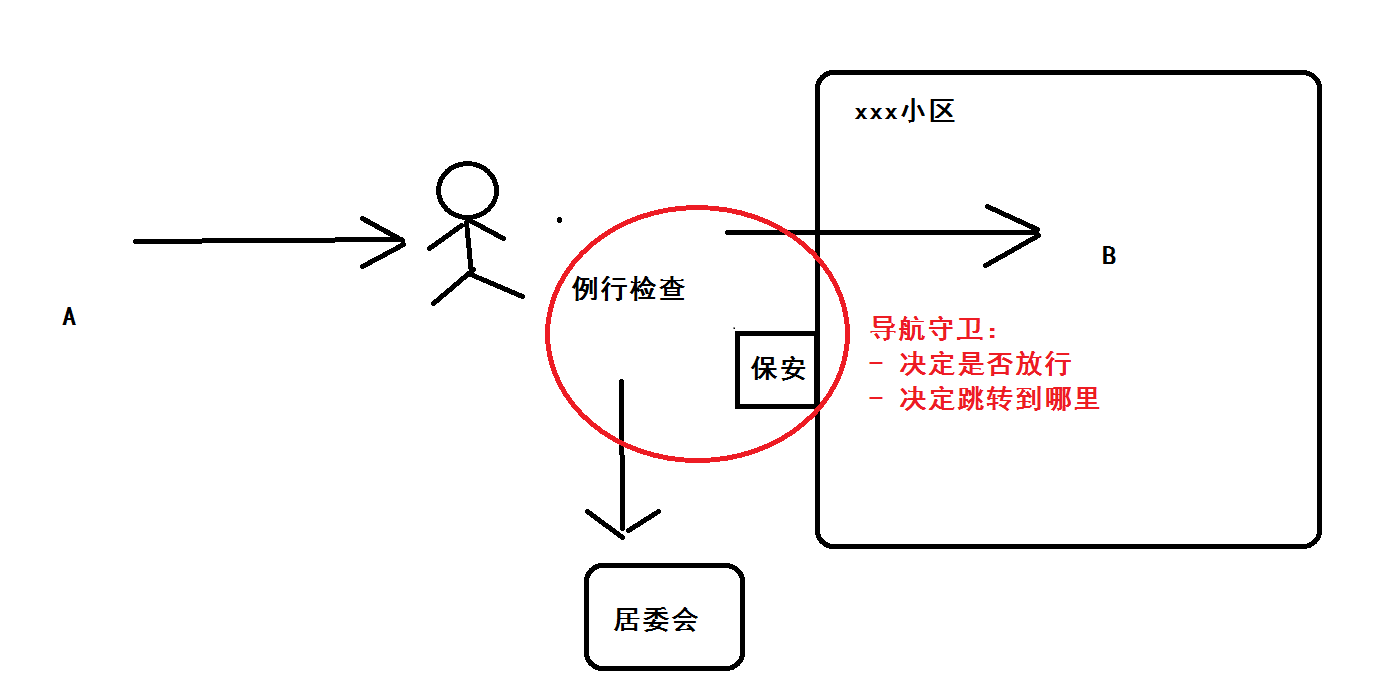 xxx小区
例行检查
B
A
导航守卫:
- 决定是否放行
保安
- 决定跳转到哪里
居委会